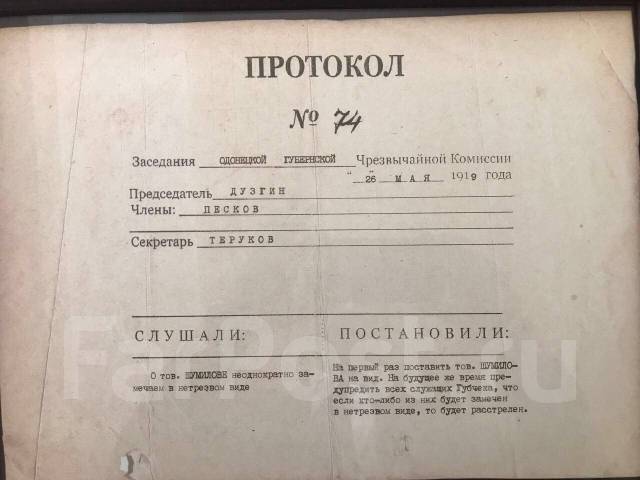 ПРОТОКОЛ
№ 74
Заседания ОЛОНЕЦКОЙ ГУБЕРНСКОЙ Чрезвычайной Комиссии
"26" МАЯ 1919 года
Председатель ДУЗГИН
Члены: ПЕСКОВ
Секретарь ТЕРУКОВ
СЛУШАЛИ: ПОСТАНОВИЛИ:
О тов. ШУМИЛОВЕ неоднократно за-
мечаем в нетрезвом виде
На первый раз поставить тов. ШУМИЛО-
ВА на вид. На будущее же время пре-
дупредить всех служащих Губчека, что
если кто-либо из них будет замечен
в нетрезвом виде, то будет расстрелен.